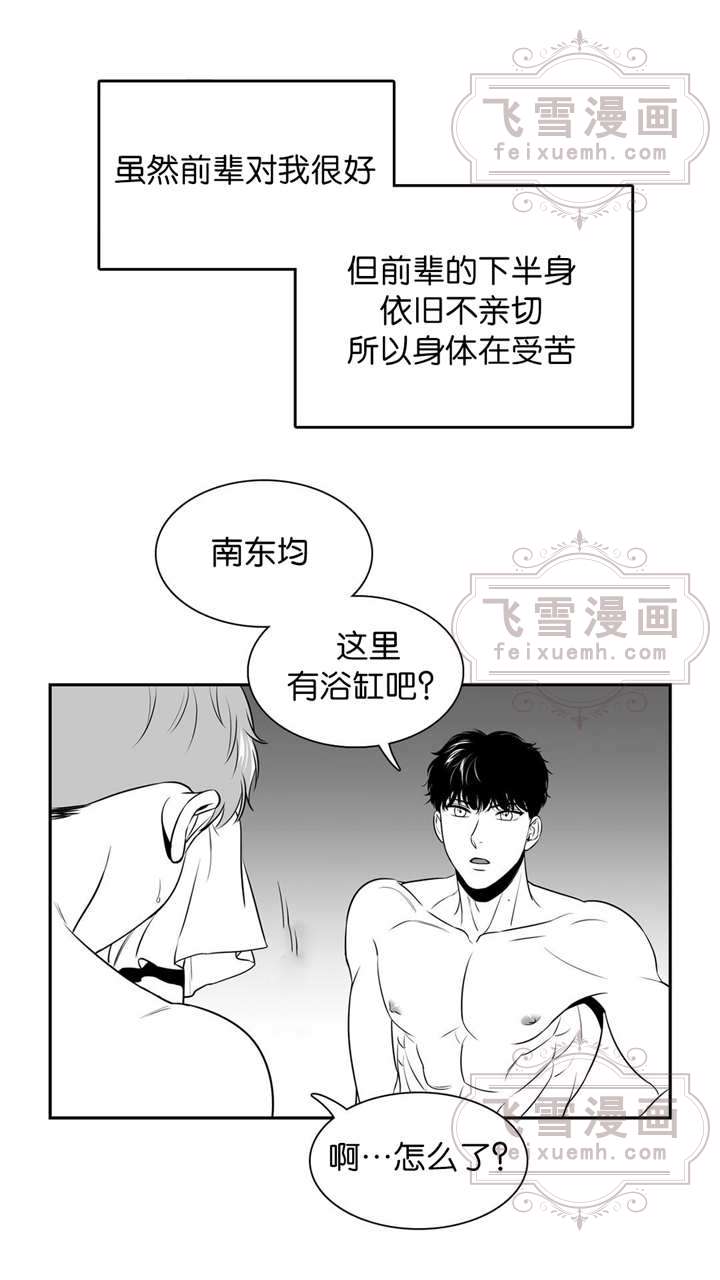 飞雪漫画
feixuemh.com
虽然前辈对我很好
但前辈的下半身
依旧不亲切
所以身体在受苦
南东均
这里
有浴缸吧?
飞雪漫画
feixuemh.com
啊…怎么了?
飞雪漫画
feixuemh.com